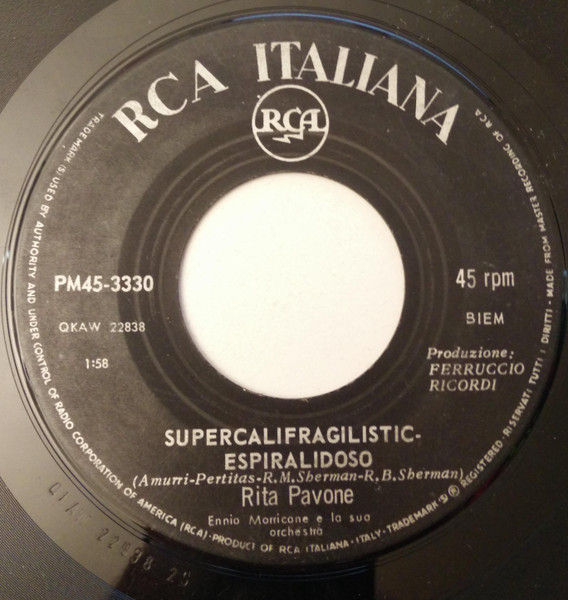 RCA ITALIANA
RCA
PM45-3330
45 rpm
QKAW 22838
BIEM
1:58
Produzione:
FERRUCCIO
RICORDI
SUPERCALIFRAGILISTIC-
ESPIRALIDOSO
(Amurri-Pertitas-R.M.Sherman-R.B.Sherman)
Rita Pavone
Ennio Morricone e la sua
orchestra
TRADEMARK (S) USED BY AUTHORITY AND UNDER CONTROL OF RADIO CORPORATION OF AMERICA (RCA)·PRODUCT OF RCA ITALIANA·ITALY·TRADEMARK (S) ® REGISTERED·RISERVATI TUTTI I DIRITTI·MADE FROM MASTER RECORDING OF RCA